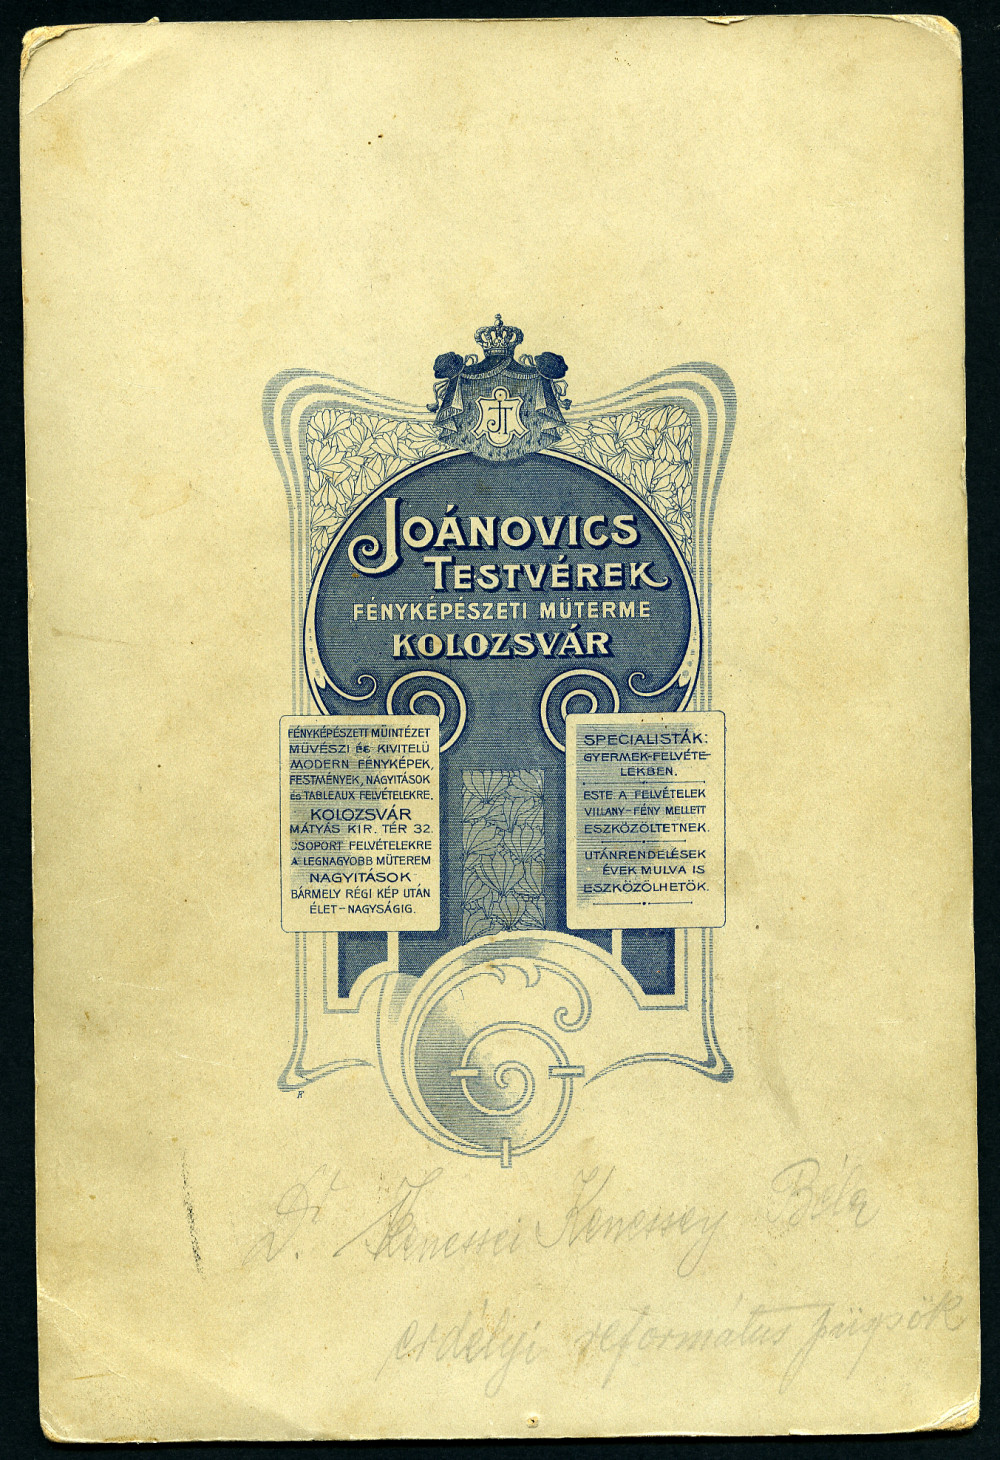 JT
JOÁNOVICS
TESTVÉREK
FÉNYKÉPÉSZETI MŰTERME
KOLOZSVÁR
FÉNYKÉPÉSZETI MŰINTÉZET
MŰVÉSZI ÉS KIVITELŰ
MODERN FÉNYKÉPEK,
FESTMÉNYEK, NAGYITÁSOK
ÉS TABLEAUX FELVÉTELEKRE.
KOLOZSVÁR
MÁTYÁS KIR. TÉR 32.
CSOPORT FELVÉTELEKRE
A LEGNAGYOBB MŰTEREM
NAGYITÁSOK
BÁRMELY RÉGI KÉP UTÁN
ÉLET-NAGYSÁGIG.
SPECIALISTÁK:
GYERMEK-FELVÉTE-
LEKBEN.
ESTE A FELVÉTELEK
VILLANY-FÉNY MELLETT
ESZKÖZÖLTETNEK.
UTÁNRENDELÉSEK
ÉVEK MULVA IS
ESZKÖZÖLHETŐK.
Dr. Kenessei Kenessey Béla
erdélyi református püspök